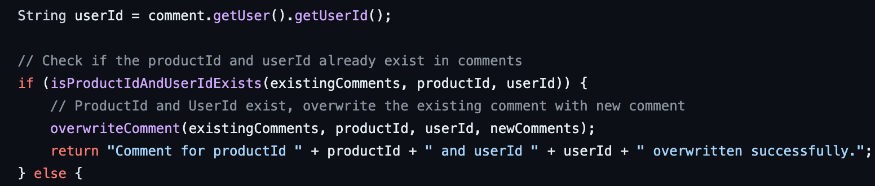 String userId = comment.getUser().getUserId();
// Check if the productId and userId already exist in comments
if (isProductIdAndUserIdExists(existingComments, productId, userId)) {
// ProductId and UserId exist, overwrite the existing comment with new comment
overwriteComment(existingComments, productId, userId, newComments);
return "Comment for productId " + productId + " and userId " + userId + " overwritten successfully.";
} else {